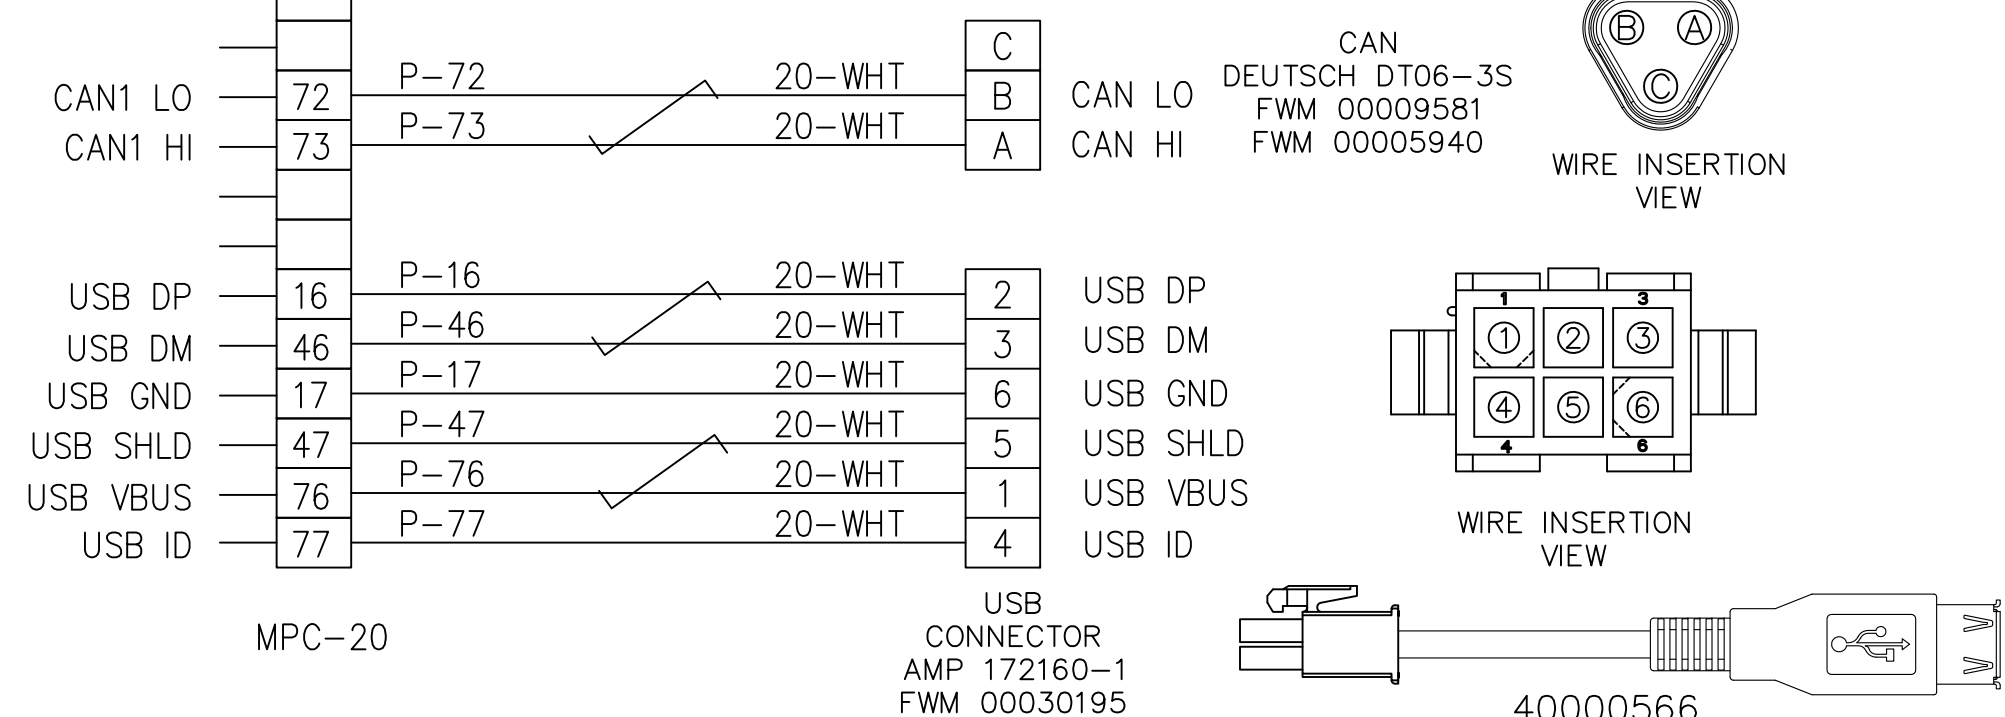 C
CAN1 LO 72 P-72 20-WHT B CAN LO
CAN1 HI 73 P-73 20-WHT A CAN HI
CAN
DEUTSCH DT06-3S
FWM 00009581
FWM 00005940
B A
C
WIRE INSERTION
VIEW
USB DP 16 P-16 20-WHT 2 USB DP
USB DM 46 P-46 20-WHT 3 USB DM
USB GND 17 P-17 20-WHT 6 USB GND
USB SHLD 47 P-47 20-WHT 5 USB SHLD
USB VBUS 76 P-76 20-WHT 1 USB VBUS
USB ID 77 P-77 20-WHT 4 USB ID
1 3
1 2 3
4 5 6
4 6
WIRE INSERTION
VIEW
MPC-20
USB
CONNECTOR
AMP 172160-1
FWM 00030195
40000566